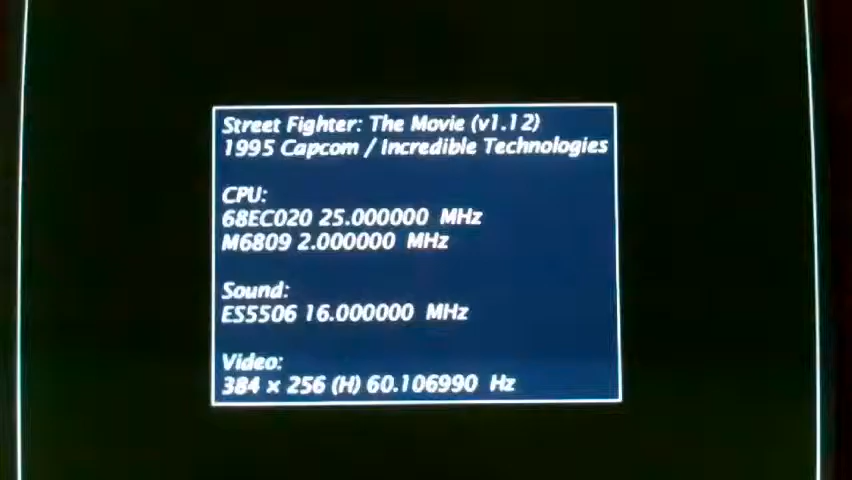 Street Fighter: The Movie (v1.12)
1995 Capcom / Incredible Technologies
CPU:
68EC020 25.000000 MHz
M6809 2.000000 MHz
Sound:
ES5506 16.000000 MHz
Video:
384 × 256 (H) 60.106990 Hz